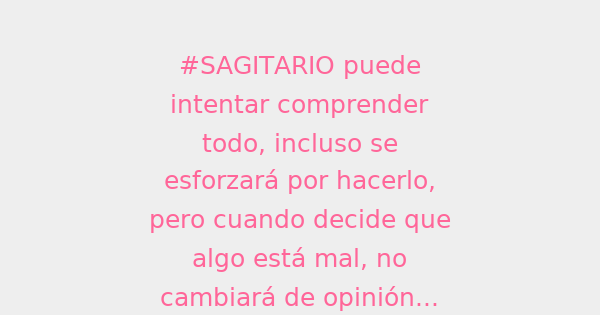 #SAGITARIO puede
intentar comprender
todo, incluso se
esforzará por hacerlo,
pero cuando decide que
algo está mal, no
cambiará de opinión...